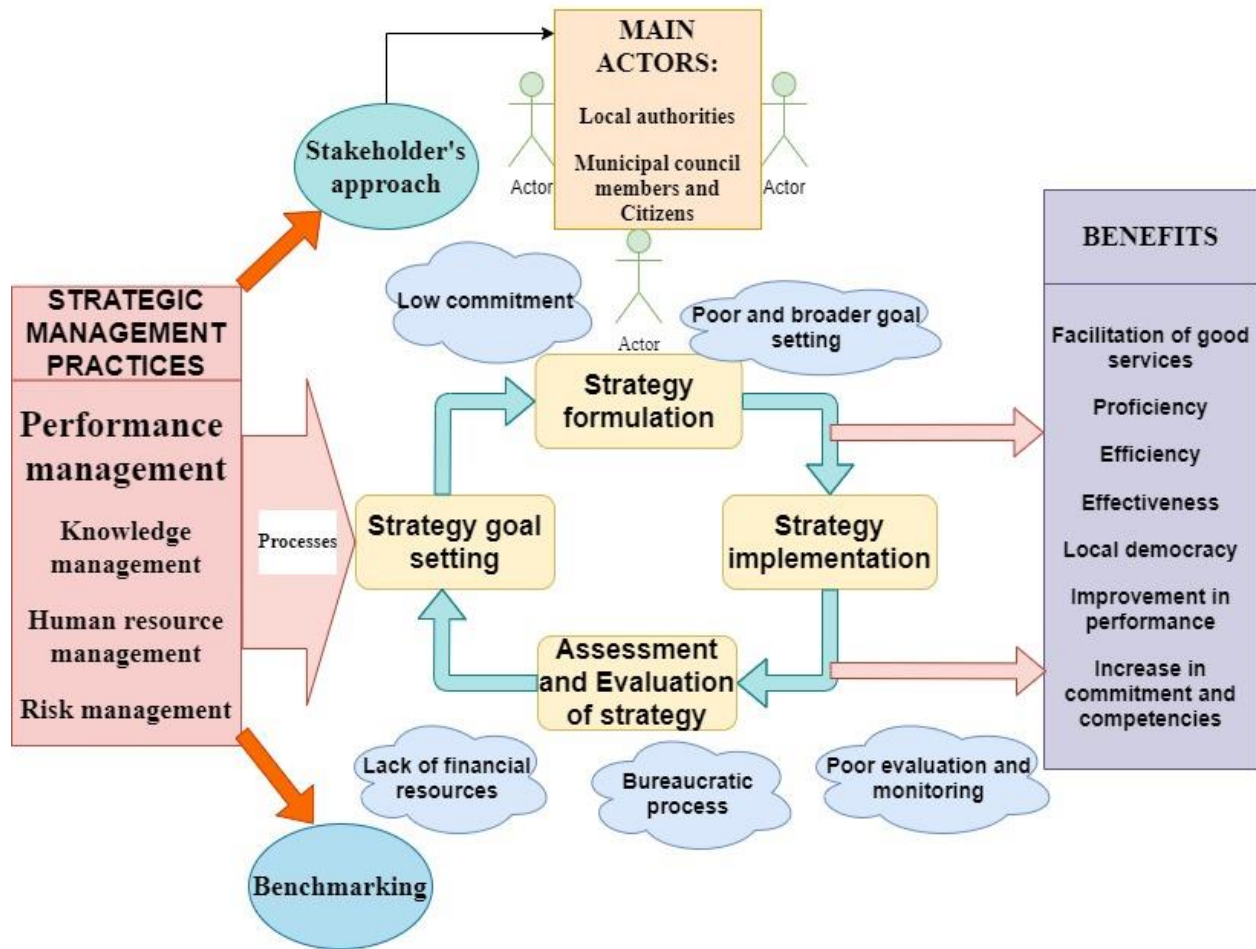 MAIN
ACTORS:
Local authorities
Municipal council
members and
Citizens
Actor
Actor
Actor
Stakeholder's
approach
STRATEGIC
MANAGEMENT
PRACTICES
Performance
management
Knowledge
management
Human resource
management
Risk management
Processes
Low commitment
Poor and broader goal
setting
Strategy
formulation
Strategy goal
setting
Strategy
implementation
Assessment
and Evaluation
of strategy
Lack of financial
resources
Bureaucratic
process
Poor evaluation and
monitoring
Benchmarking
BENEFITS
Facilitation of good
services
Proficiency
Efficiency
Effectiveness
Local democracy
Improvement in
performance
Increase in
commitment and
competencies